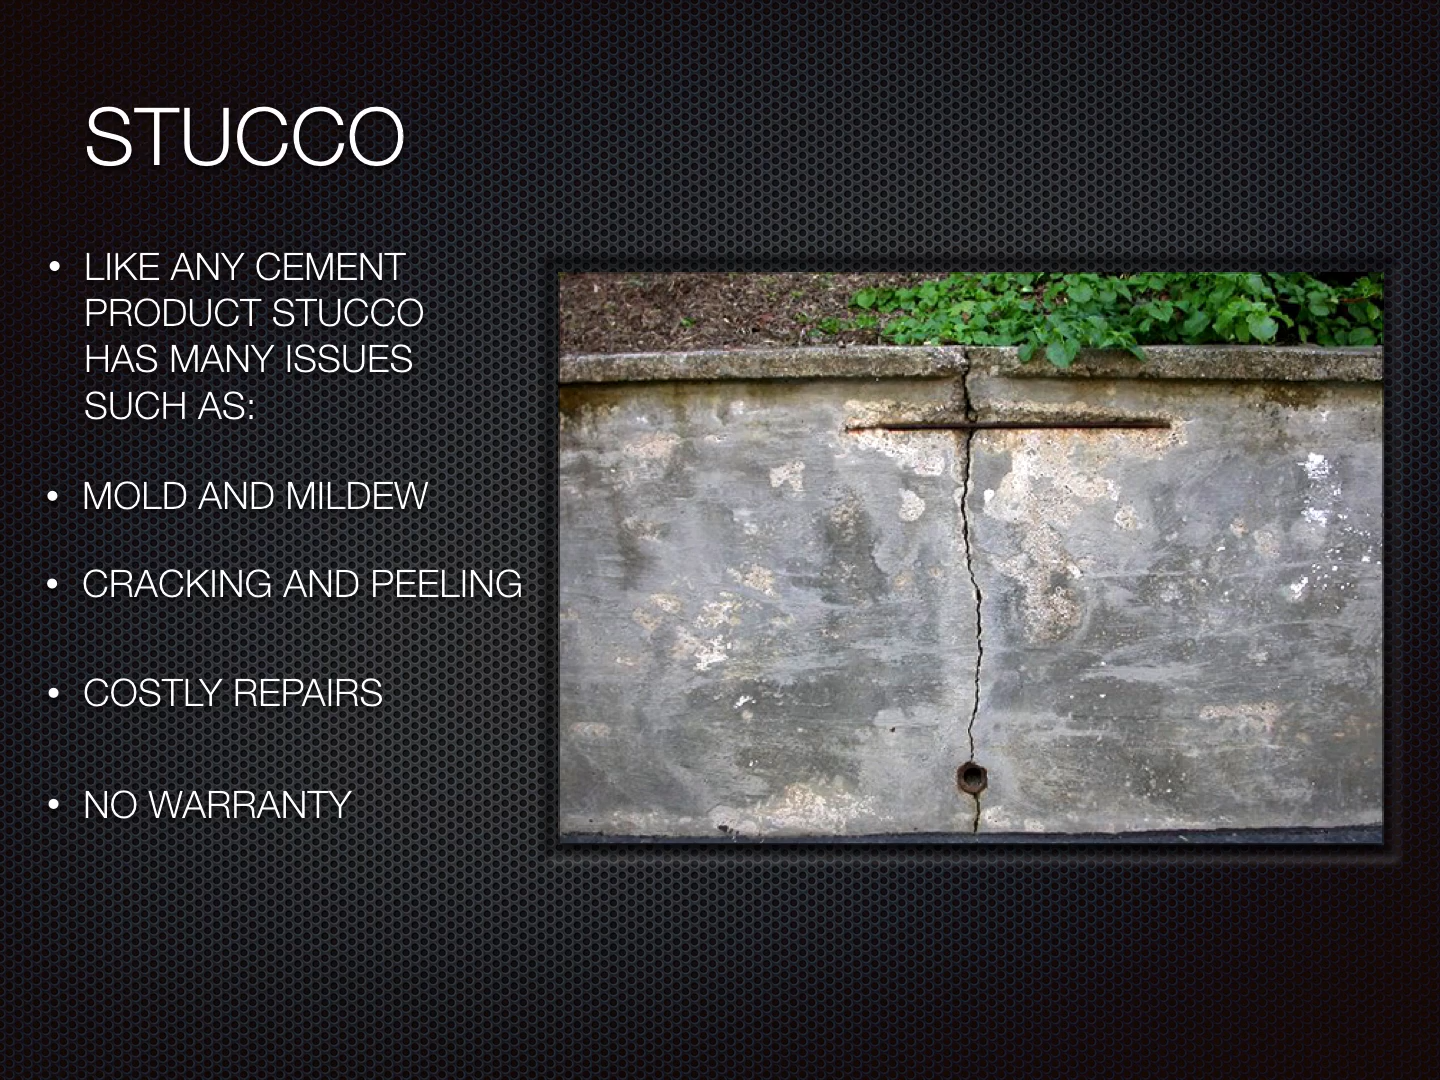 STUCCO
• LIKE ANY CEMENT
PRODUCT STUCCO
HAS MANY ISSUES
SUCH AS:
• MOLD AND MILDEW
• CRACKING AND PEELING
• COSTLY REPAIRS
• NO WARRANTY